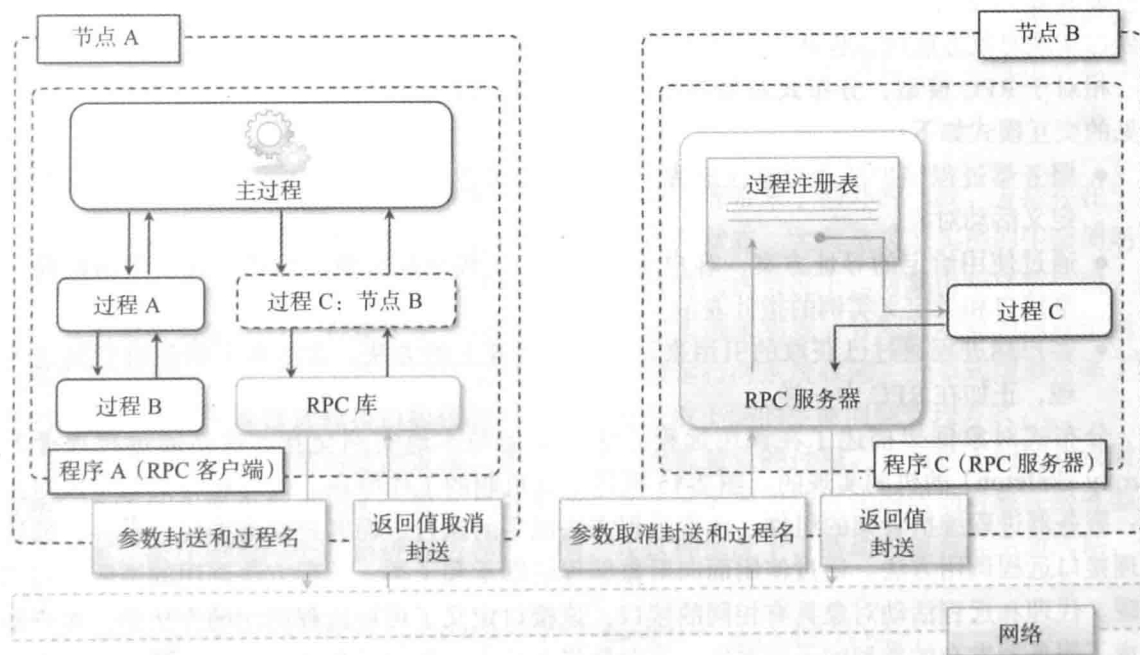 节点 A
主过程
过程 A
过程 C：节点 B
过程 B
RPC 库
程序 A（RPC 客户端）
参数封送和过程名
返回值取消
封送
节点 B
过程注册表
过程 C
RPC 服务器
程序 C（RPC 服务器）
参数取消封送和过程名
返回值
封送
网络